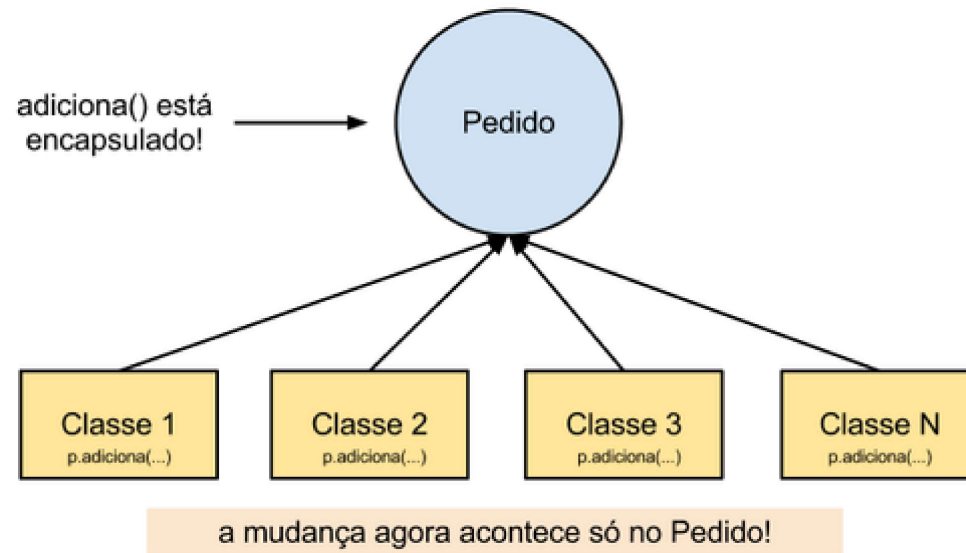 adiciona() está
encapsulado!
Pedido
Classe 1
p.adiciona(...)
Classe 2
p.adiciona(...)
Classe 3
p.adiciona(...)
Classe N
p.adiciona(...)
a mudança agora acontece só no Pedido!